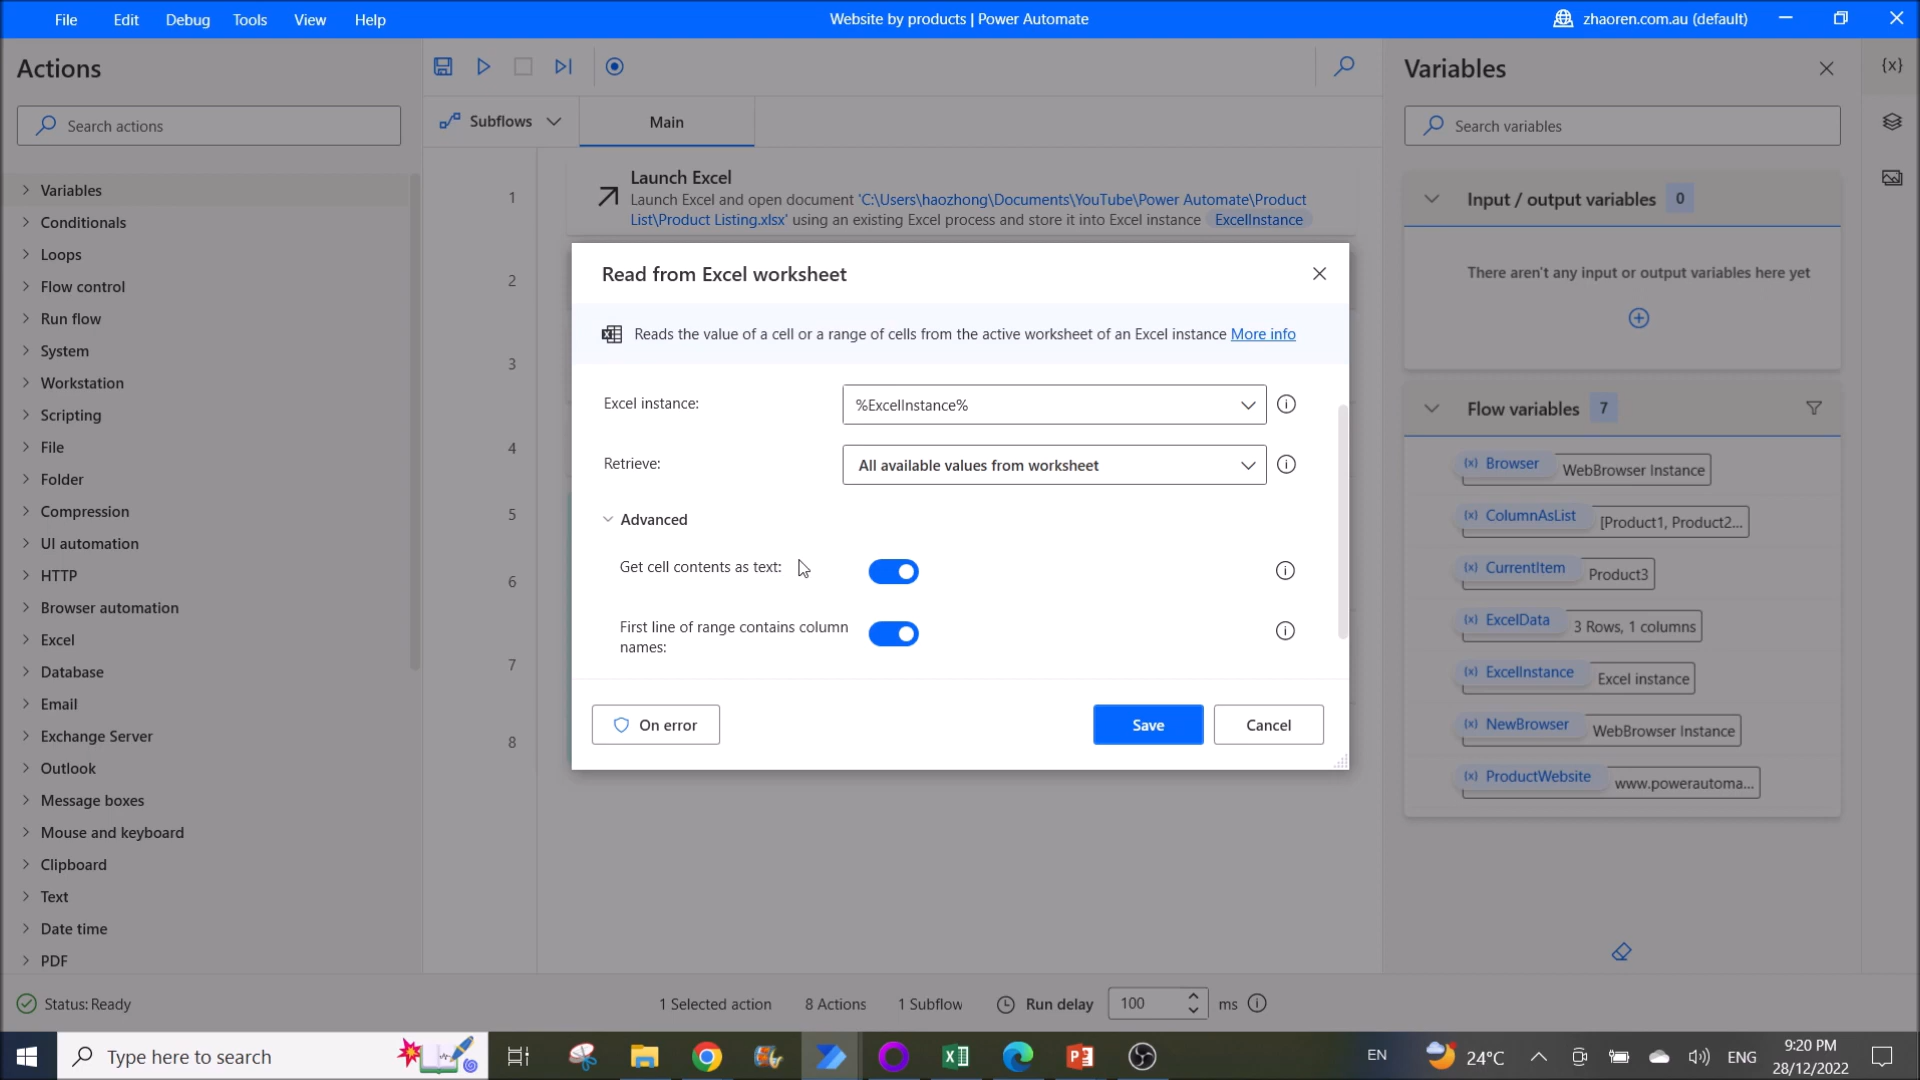 File Edit Debug Tools View Help
Website by products | Power Automate
zhaoren.com.au (default)
Actions
Search actions
Variables
Conditionals
Loops
Flow control
Run flow
System
Workstation
Scripting
File
Folder
Compression
UI automation
HTTP
Browser automation
Excel
Database
Email
Exchange Server
Outlook
Message boxes
Mouse and keyboard
Clipboard
Text
Date time
PDF
Subflows
Main
1
Launch Excel
Launch Excel and open document 'C:\Users\haozhong\Documents\YouTube\Power Automate\Product
List\Product Listing.xlsx' using an existing Excel process and store it into Excel instance ExcelInstance
2
3
4
5
6
7
8
Read from Excel worksheet
Reads the value of a cell or a range of cells from the active worksheet of an Excel instance More info
Excel instance:
%ExcelInstance%
Retrieve:
All available values from worksheet
Advanced
Get cell contents as text:
First line of range contains column
names:
On error
Save
Cancel
Variables
{x}
Search variables
Input / output variables 0
There aren't any input or output variables here yet
Flow variables 7
(x) Browser WebBrowser Instance
(x) ColumnAsList [Product1, Product2...
(x) CurrentItem Product3
(x) ExcelData 3 Rows, 1 columns
(x) ExcelInstance Excel instance
(x) NewBrowser WebBrowser Instance
(x) ProductWebsite www.powerautoma...
Status: Ready
1 Selected action
8 Actions
1 Subflow
Run delay
100
ms
Type here to search
EN
24°C
ENG
9:20 PM
28/12/2022